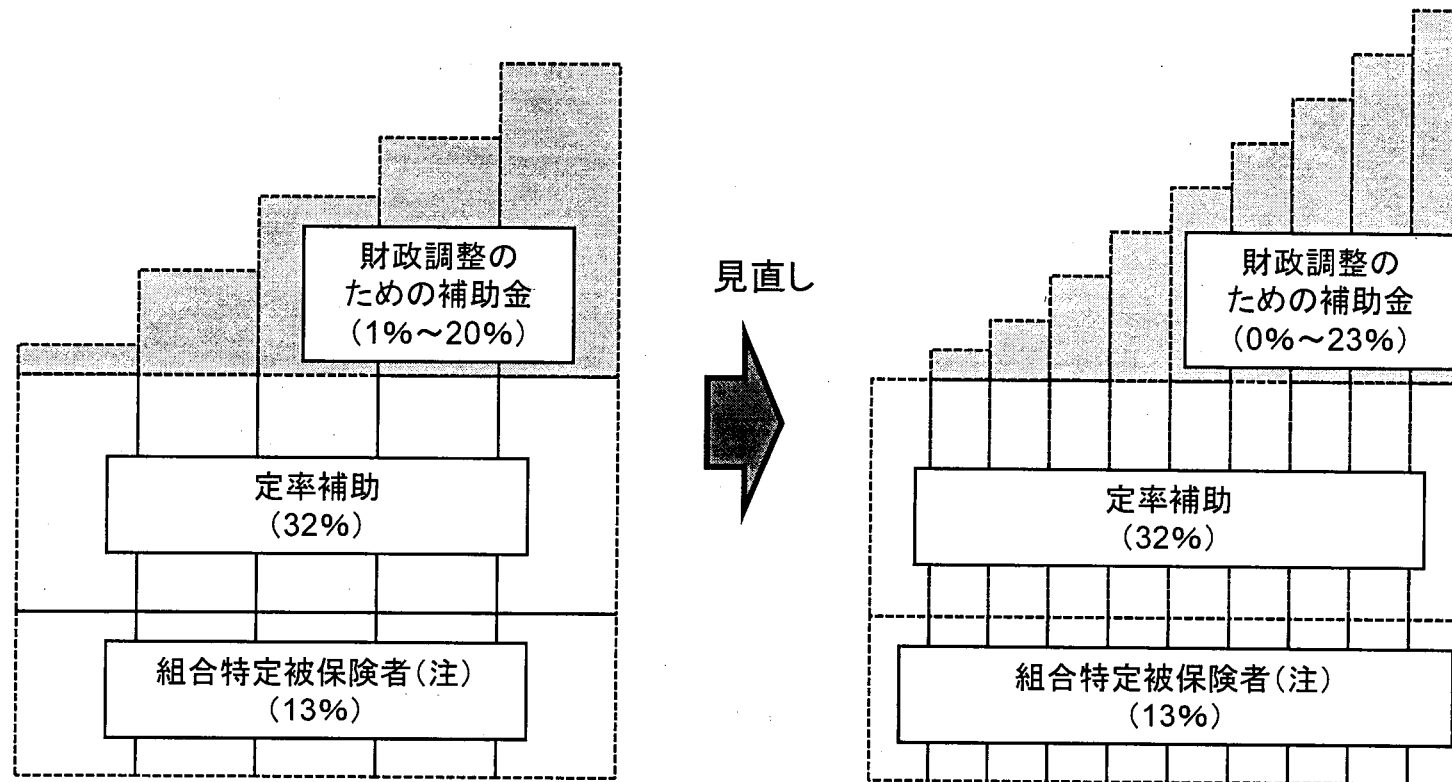 財政調整の
ための補助金
（1%～20%）
定率補助
（32%）
組合特定被保険者（注）
（13%）
見直し
財政調整の
ための補助金
（0%～23%）
定率補助
（32%）
組合特定被保険者（注）
（13%）